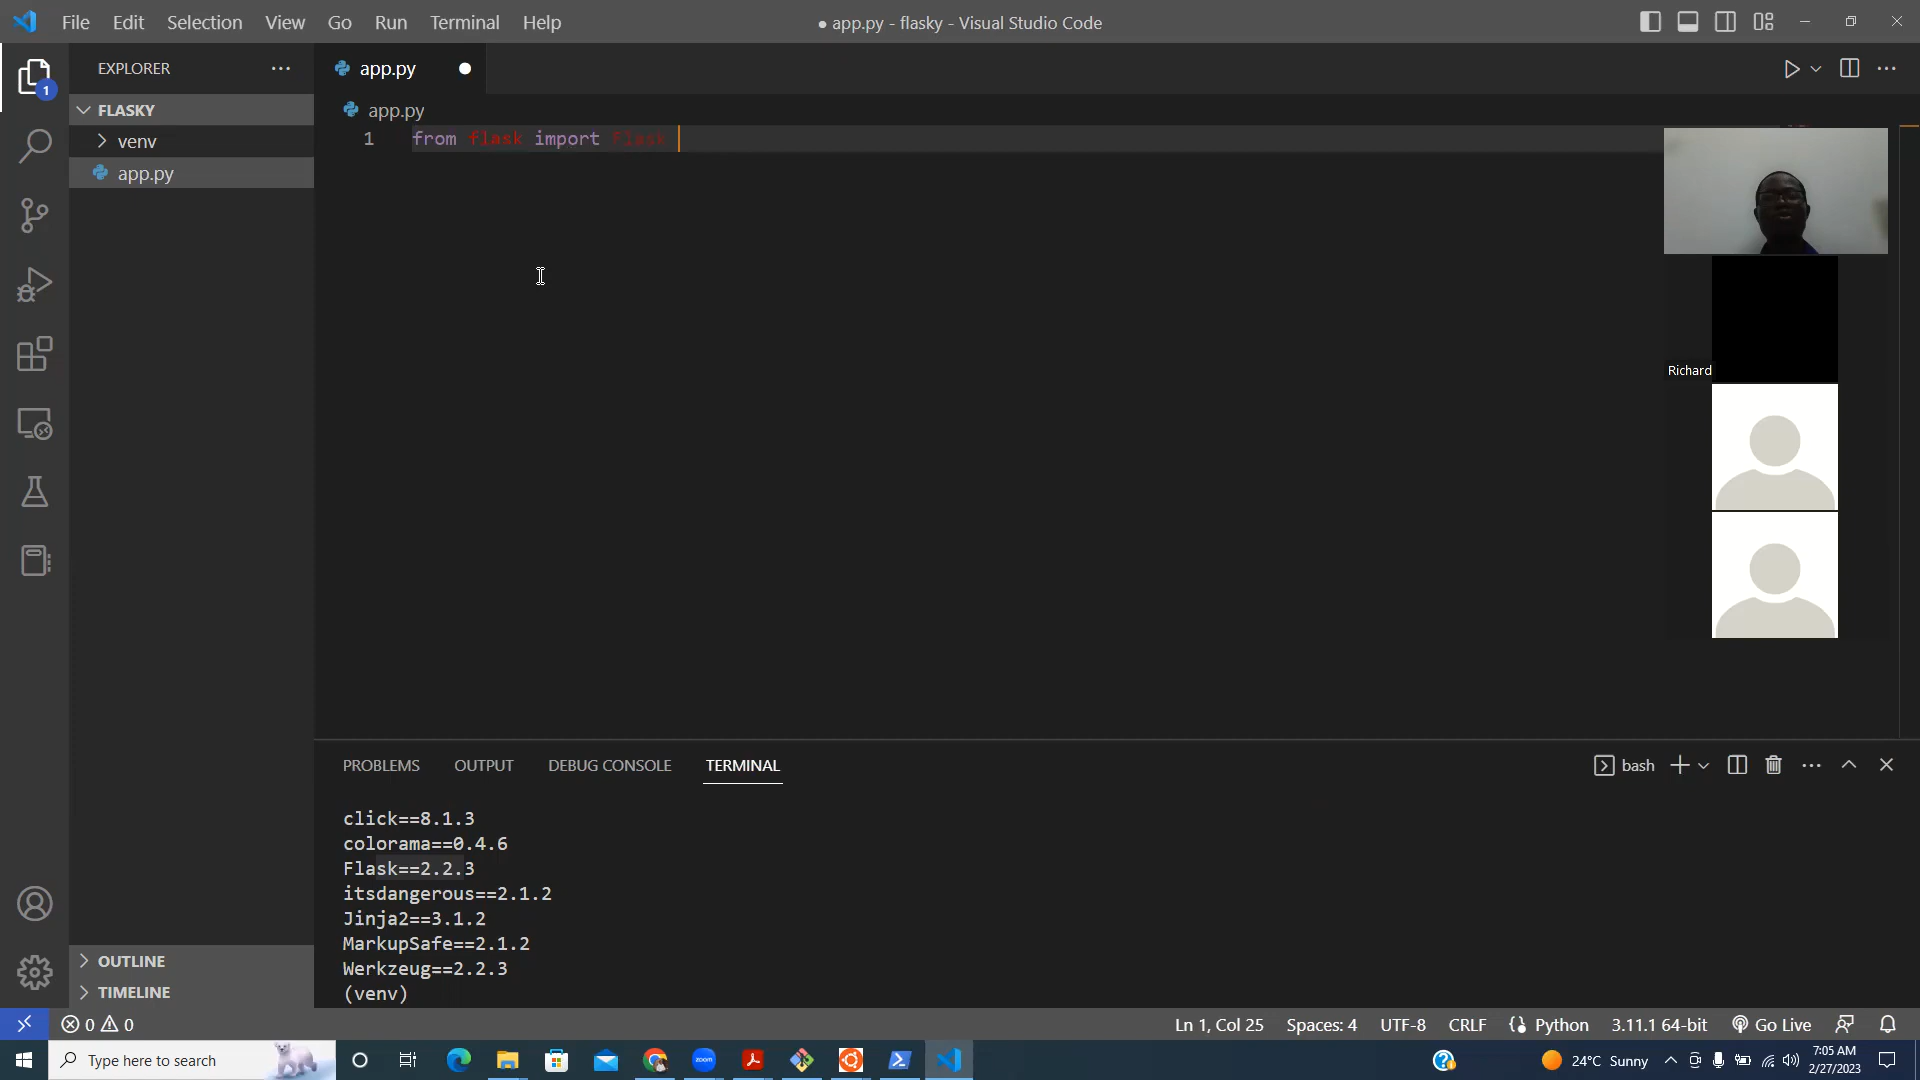 File Edit Selection View Go Run Terminal Help
● app.py - flasky - Visual Studio Code
EXPLORER
app.py
1
FLASKY
app.py
venv
1 from flask import Flask
app.py
Richard
PROBLEMS OUTPUT DEBUG CONSOLE TERMINAL
bash
click==8.1.3
colorama==0.4.6
Flask==2.2.3
itsdangerous==2.1.2
Jinja2==3.1.2
MarkupSafe==2.1.2
Werkzeug==2.2.3
(venv)
OUTLINE
TIMELINE
0 0
Ln 1, Col 25 Spaces: 4 UTF-8 CRLF Python 3.11.1 64-bit Go Live
Type here to search
zoom
24°C Sunny
7:05 AM
2/27/2023